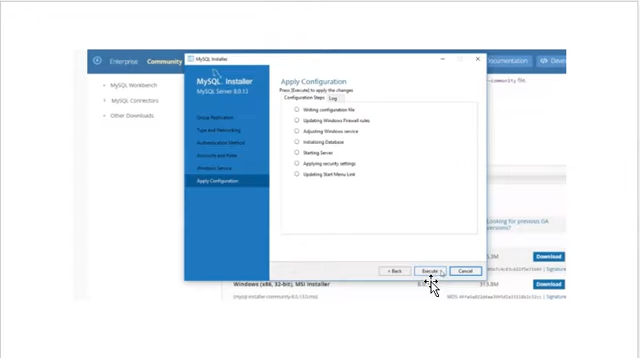 Enterprise Community
MySQL Workbench
MySQL Connectors
Other Downloads
MySQL Installer
MySQL. Installer
MySQL Server 8.0.13
Group Replication
Type and Networking
Authentication Method
Accounts and Roles
Windows Service
Apply Configuration
Apply Configuration
Press [Execute] to apply the changes
Configuration Steps Log
Writing configuration file
Updating Windows Firewall rules
Adjusting Windows service
Initializing Database
Starting Server
Applying security settings
Updating Start Menu Link
< Back Execute Cancel
ocumentation Devel
-community
Looking for previous GA
versions?
Download
Signature
Windows (x86, 32-bit), MSI Installer
Download
Signature